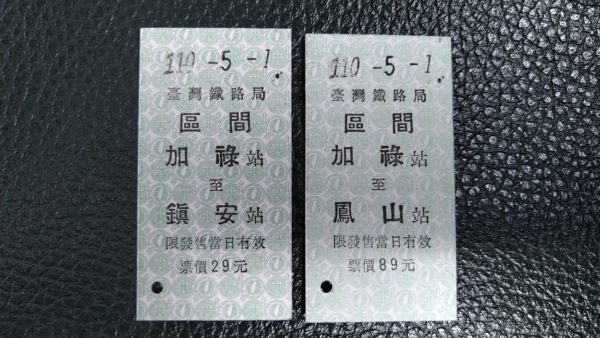 110 -5 -1
臺灣鐵路局
區間
加祿站
至
鎮安站
限發售當日有效
票價29元
110 -5 -1
臺灣鐵路局
區間
加祿站
至
鳳山站
限發售當日有效
票價89元